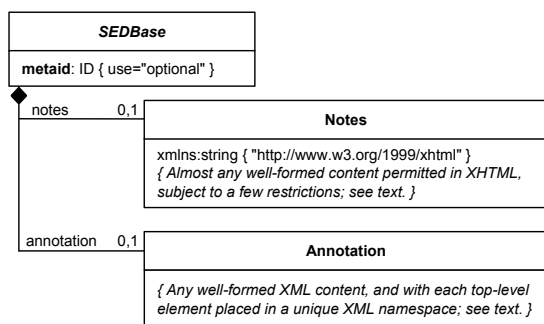 SEDBase
metaid: ID { use="optional" }
notes 0,1
Notes
xmlns:string { "http://www.w3.org/1999/xhtml" }
{ Almost any well-formed content permitted in XHTML,
subject to a few restrictions; see text. }
annotation 0,1
Annotation
{ Any well-formed XML content, and with each top-level
element placed in a unique XML namespace; see text. }